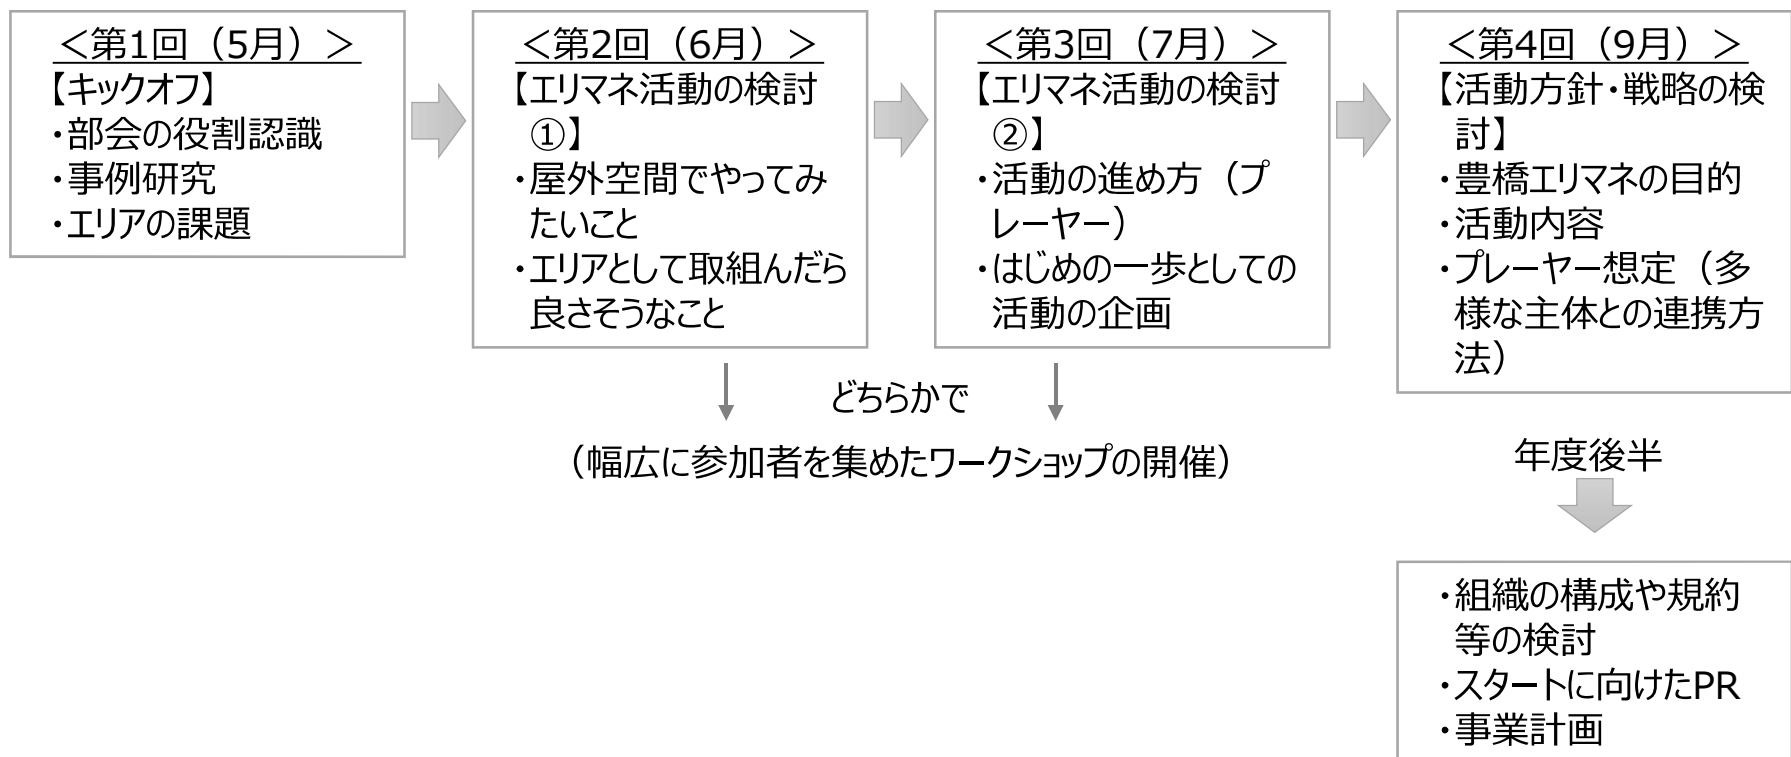 ＜第1回（5月）＞
【キックオフ】
・部会の役割認識
・事例研究
・エリアの課題
＜第2回（6月）＞
【エリマネ活動の検討
①】
・屋外空間でやってみ
たいこと
・エリアとして取組んだら
良さそうなこと
＜第3回（7月）＞
【エリマネ活動の検討
②】
・活動の進め方（プ
レーヤー）
・はじめの一歩としての
活動の企画
＜第4回（9月）＞
【活動方針・戦略の検
討】
・豊橋エリマネの目的
・活動内容
・プレーヤー想定（多
様な主体との連携方
法）
どちらかで
（幅広に参加者を集めたワークショップの開催）
年度後半
・組織の構成や規約
等の検討
・スタートに向けたPR
・事業計画